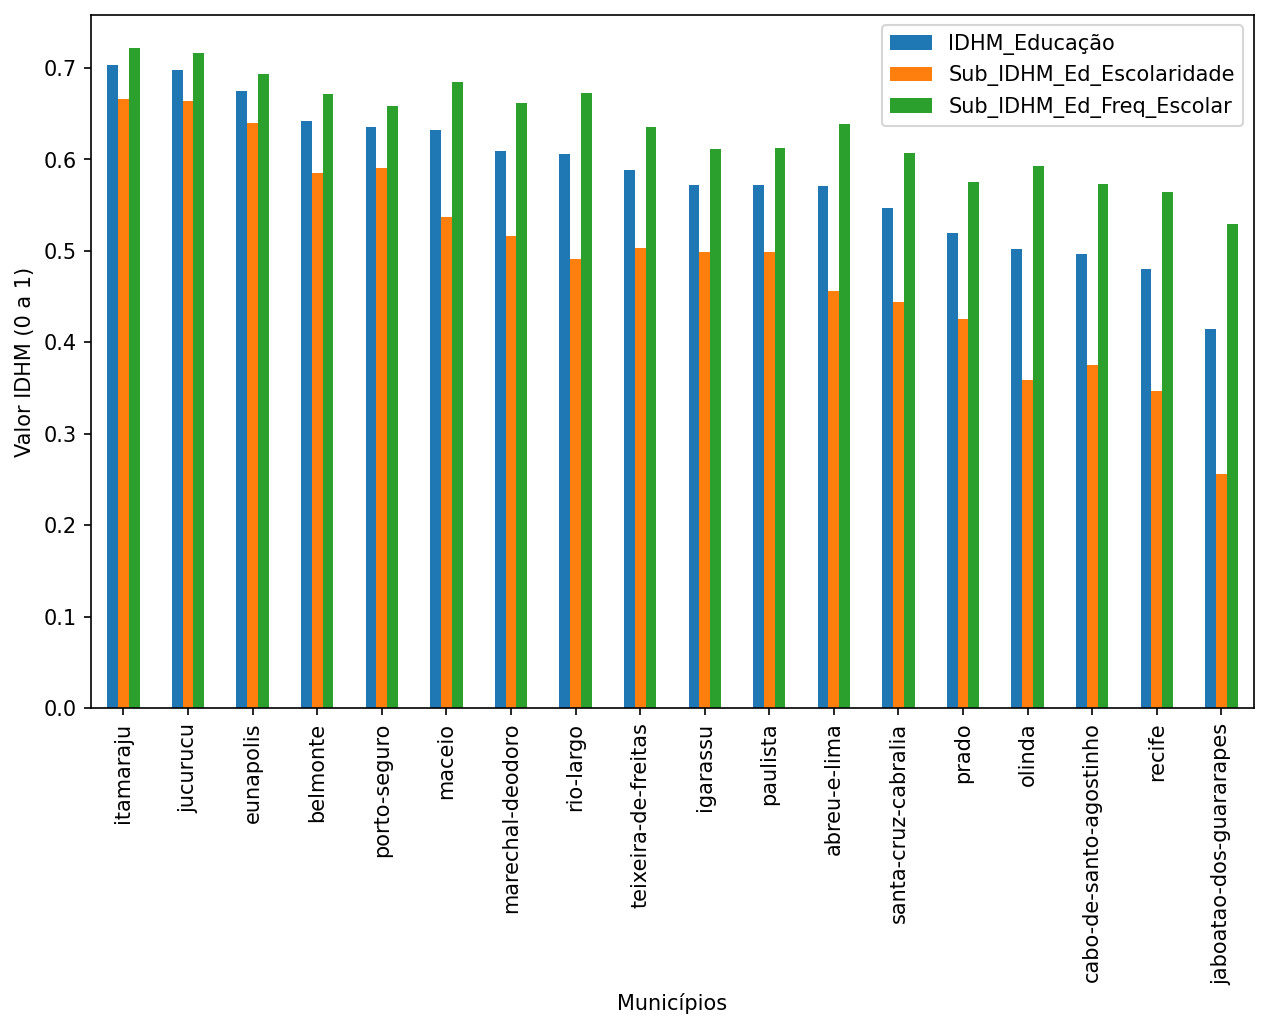 IDHM_Educação
Sub_IDHM_Ed_Escolaridade
Sub_IDHM_Ed_Freq_Escolar
Valor IDHM (0 a 1)
0.7
0.6
0.5
0.4
0.3
0.2
0.1
0.0
itamaraju
jucurucu
eunapolis
belmonte
porto-seguro
maceio
marechal-deodoro
rio-largo
teixeira-de-freitas
igarassu
paulista
abreu-e-lima
santa-cruz-cabralia
prado
olinda
cabo-de-santo-agostinho
recife
jaboatao-dos-guararapes
Municípios